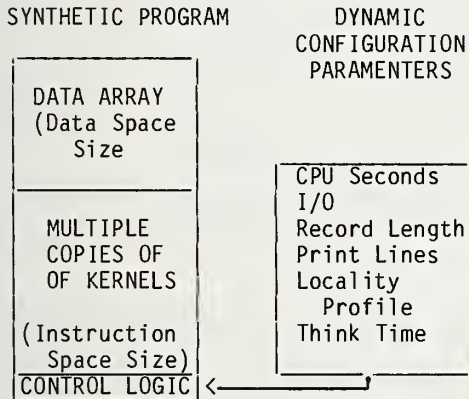 SYNTHETIC PROGRAM
DATA ARRAY
(Data Space
Size
MULTIPLE
COPIES OF
OF KERNELS
(Instruction
Space Size)
CONTROL LOGIC
DYNAMIC
CONFIGURATION
PARAMENTERS
CPU Seconds
I/O
Record Length
Print Lines
Locality
Profile
Think Time